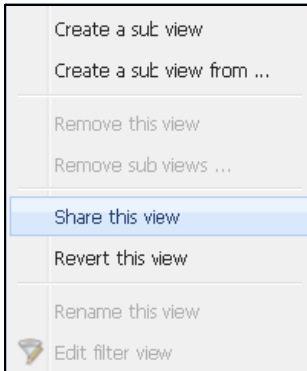 Create a sub view
Create a sub view from ...
Remove this view
Remove sub views ...
Share this view
Revert this view
Rename this view
Edit filter view